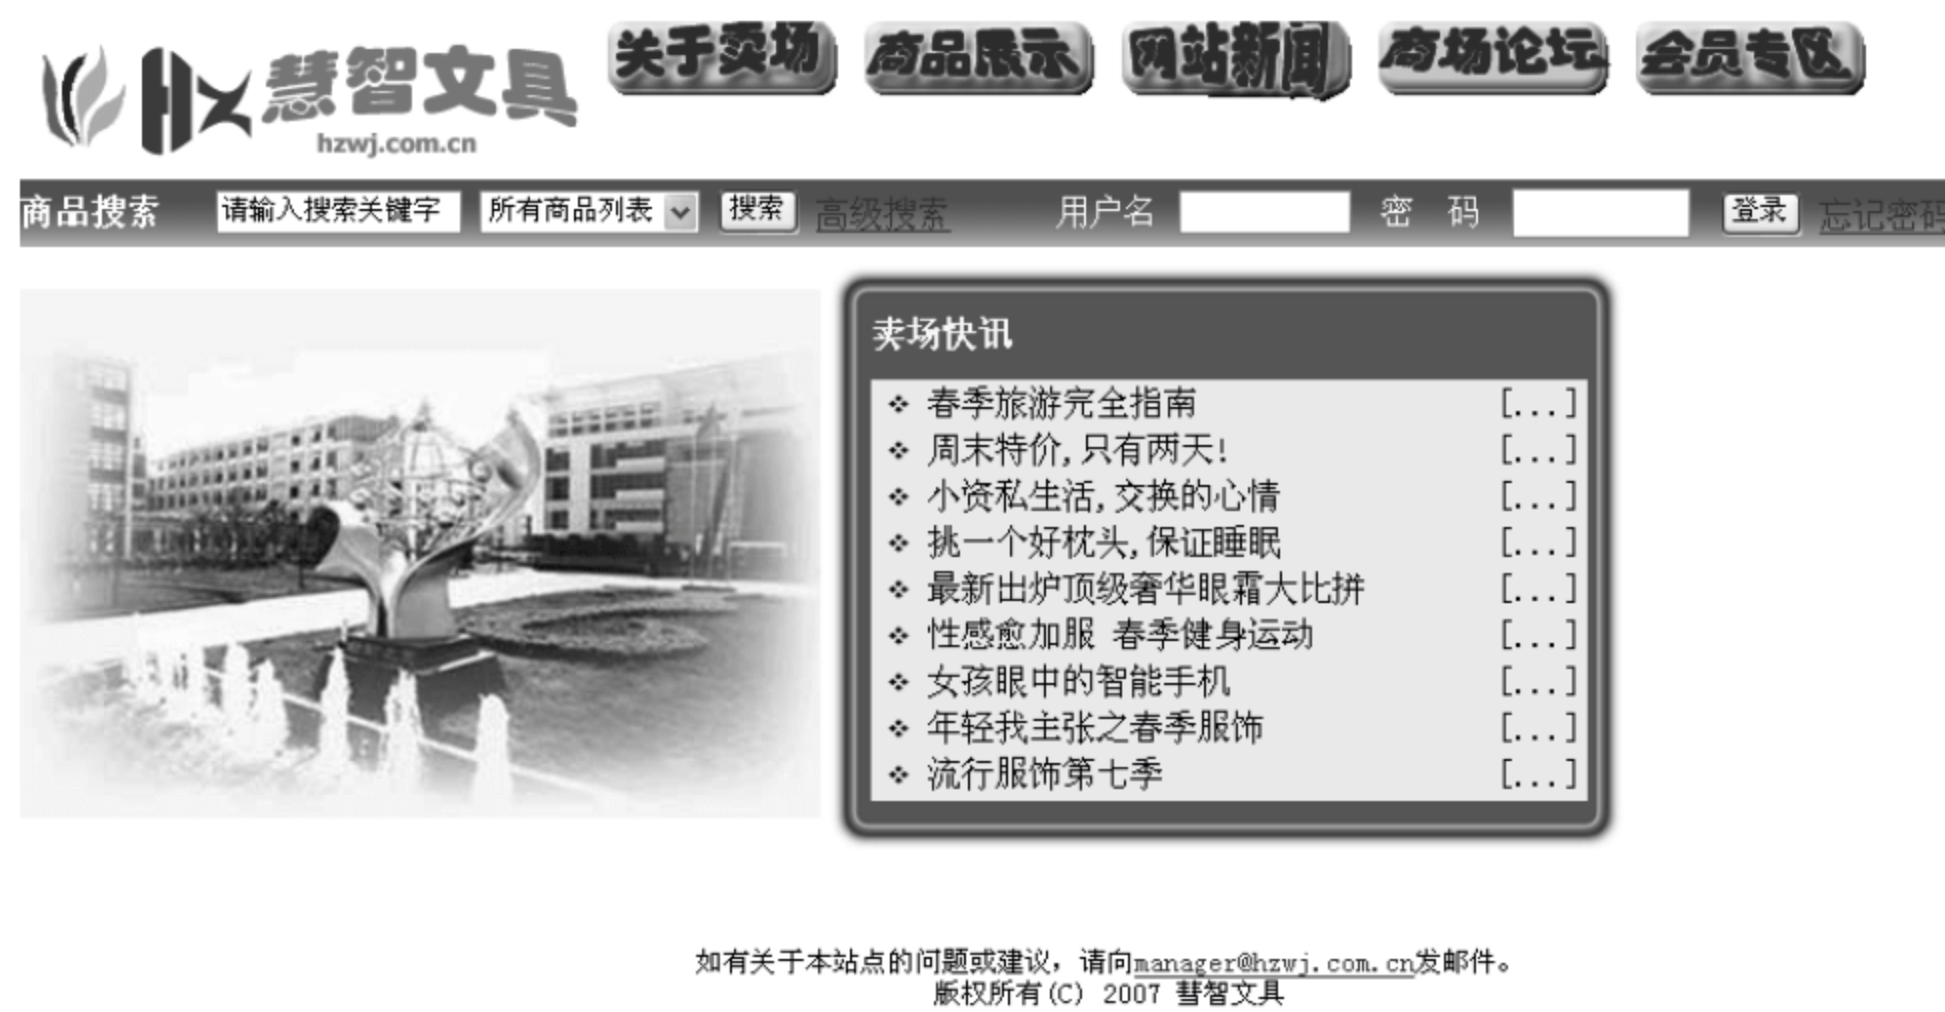 慧智文具
hzwj.com.cn
关于卖场 商品展示 网站新闻 商场论坛 会员专区
商品搜索 请输入搜索关键字 所有商品列表 搜索 高级搜索 用户名 密 码 登录 忘记密码
卖场快讯
春季旅游完全指南 [...]
周末特价,只有两天! [...]
小资私生活,交换的心情 [...]
挑一个好枕头,保证睡眠 [...]
最新出炉顶级奢华眼霜大比拼 [...]
性感愈加服 春季健身运动 [...]
女孩眼中的智能手机 [...]
年轻我主张之春季服饰 [...]
流行服饰第七季 [...]
如有关于本站点的问题或建议，请向manager@hzwj.com.cn发邮件。
版权所有(C) 2007 彗智文具